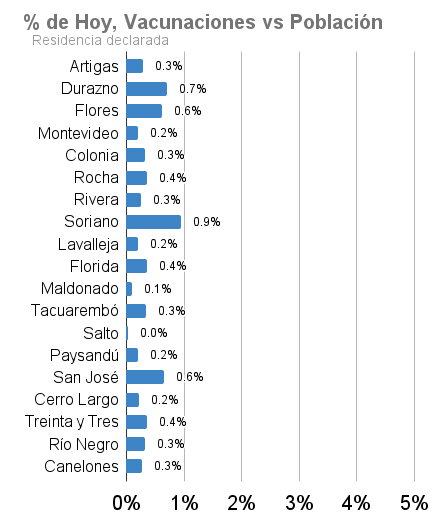 % de Hoy, Vacunaciones vs Población
Residencia declarada
Artigas 0.3%
Durazno 0.7%
Flores 0.6%
Montevideo 0.2%
Colonia 0.3%
Rocha 0.4%
Rivera 0.3%
Soriano 0.9%
Lavalleja 0.2%
Florida 0.4%
Maldonado 0.1%
Tacuarembó 0.3%
Salto 0.0%
Paysandú 0.2%
San José 0.6%
Cerro Largo 0.2%
Treinta y Tres 0.4%
Río Negro 0.3%
Canelones 0.3%
0% 1% 2% 3% 4% 5%